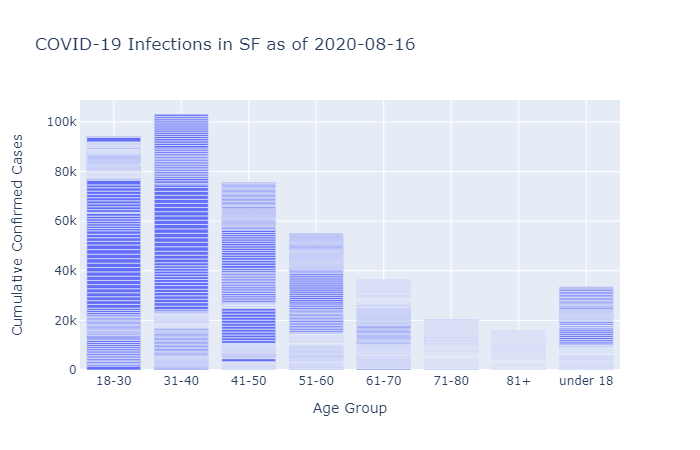 COVID-19 Infections in SF as of 2020-08-16
Cumulative Confirmed Cases
100k
80k
60k
40k
20k
0
18-30
31-40
41-50
51-60
61-70
71-80
81+
under 18
Age Group